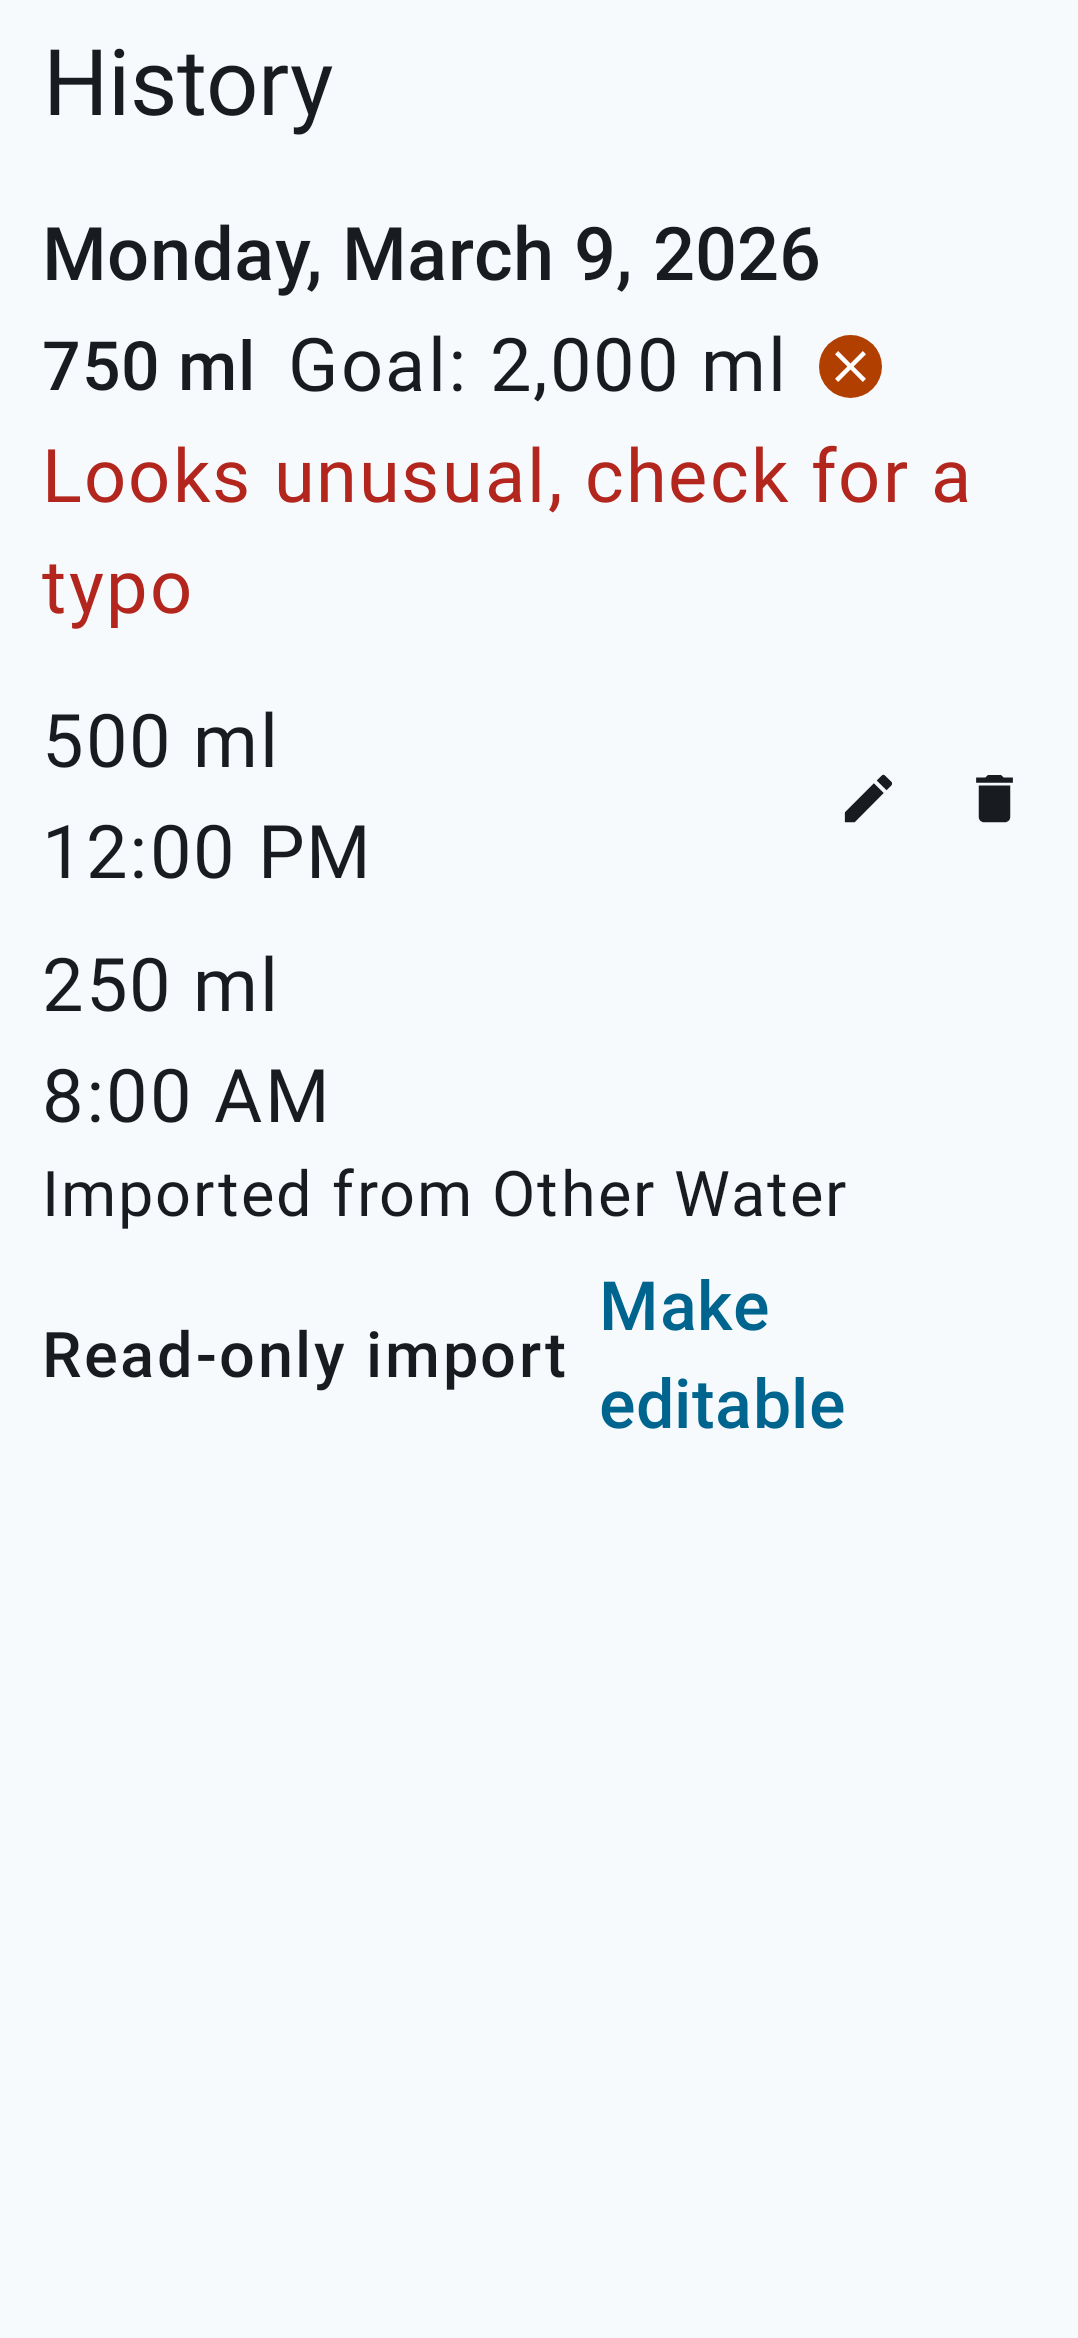 History
Monday, March 9, 2026
750 ml Goal: 2,000 ml
Looks unusual, check for a
typo
500 ml
12:00 PM
250 ml
8:00 AM
Imported from Other Water
Read-only import
Make
editable